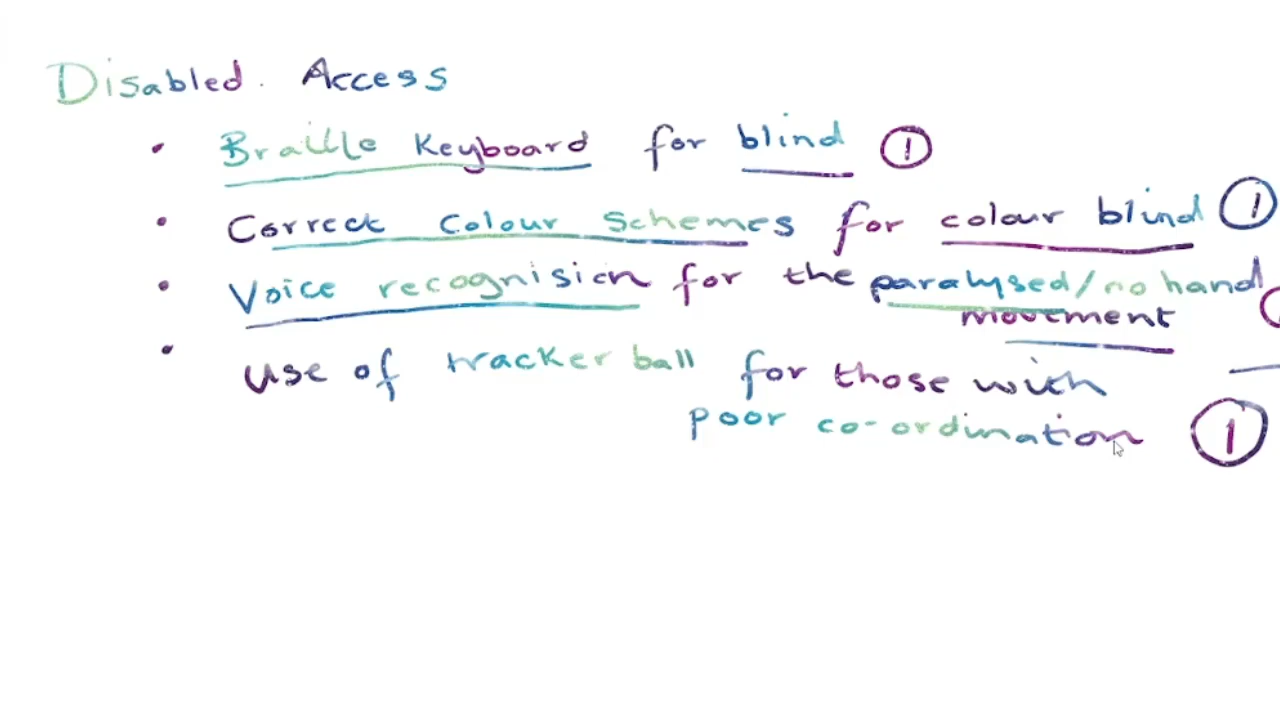 Disabled. Access
• Braille Keyboard for blind ①
• Correct Colour Schemes for colour blind ①
• Voice recognision for the paralysed/no hand
movement
• use of tracker ball for those with
poor co-ordination ①